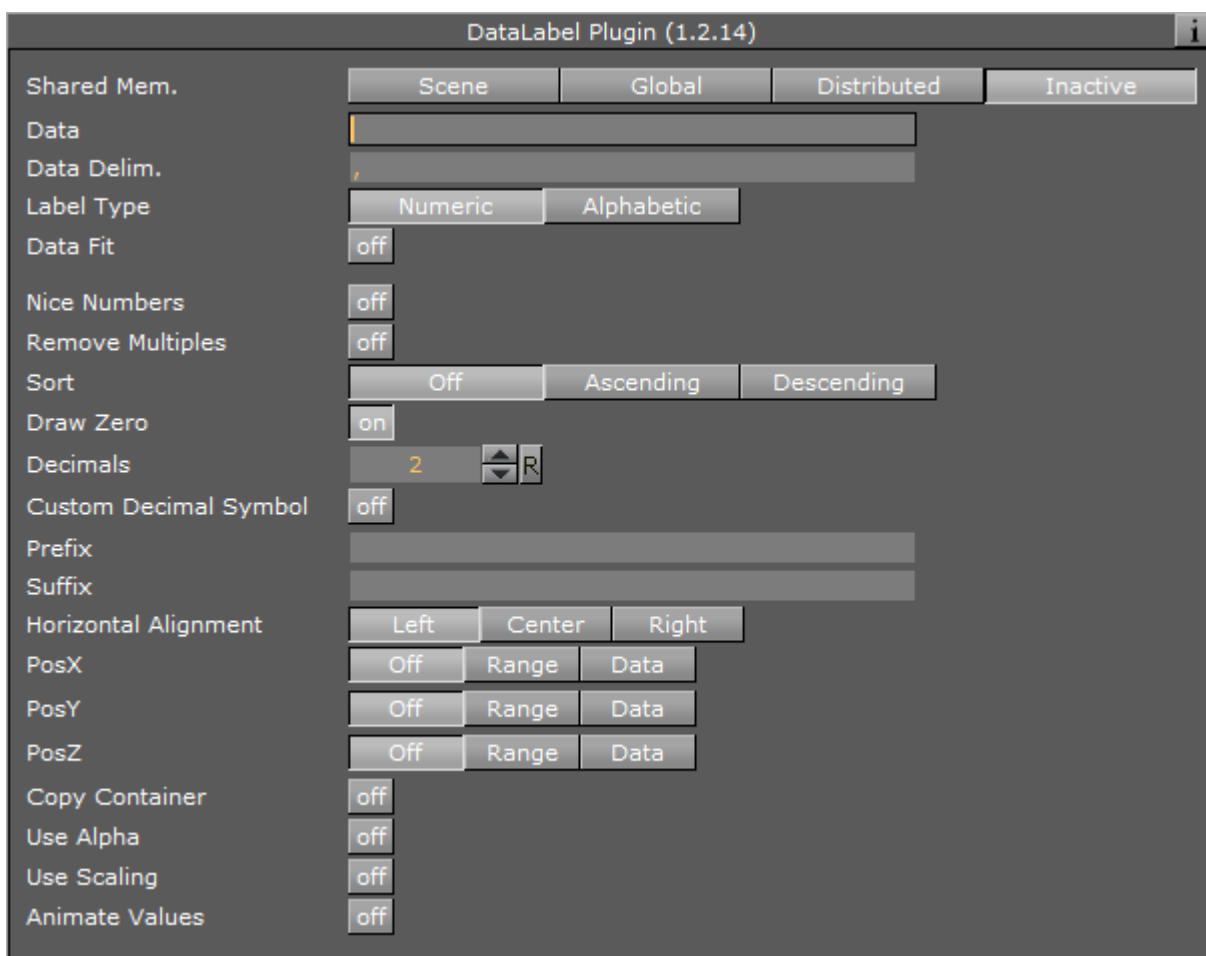 DataLabel Plugin (1.2.14) i
Shared Mem. Scene Global Distributed Inactive
Data
Data Delim. ,
Label Type Numeric Alphabetic
Data Fit off
Nice Numbers off
Remove Multiples off
Sort Off Ascending Descending
Draw Zero on
Decimals 2 R
Custom Decimal Symbol off
Prefix
Suffix
Horizontal Alignment Left Center Right
PosX Off Range Data
PosY Off Range Data
PosZ Off Range Data
Copy Container off
Use Alpha off
Use Scaling off
Animate Values off